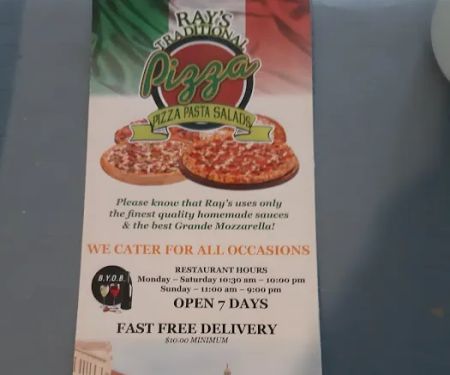 RAY'S
TRADITIONAL
Pizza
PIZZA PASTA SALADS
Please know that Ray's uses only
the finest quality homemade sauces
& the best Grande Mozzarella!
WE CATER FOR ALL OCCASIONS
B.Y.O.B.
RESTAURANT HOURS
Monday – Saturday 10:30 am – 10:00 pm
Sunday – 11:00 am – 9:00 pm
OPEN 7 DAYS
FAST FREE DELIVERY
$10.00 MINIMUM